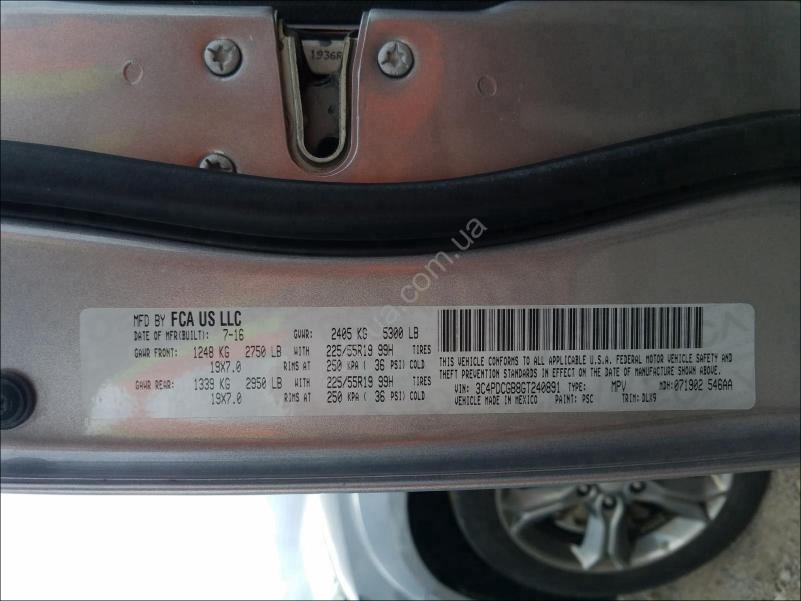 1936R
MFD BY FCA US LLC
DATE OF MFR(BUILT): 7-16 GVWR: 2405 KG 5300 LB
GAWR FRONT: 1248 KG 2750 LB WITH 225/55R19 99H TIRES
19X7.0 RIMS AT 250 KPA ( 36 PSI) COLD
GAWR REAR: 1339 KG 2950 LB WITH 225/55R19 99H TIRES
19X7.0 RIMS AT 250 KPA ( 36 PSI) COLD
THIS VEHICLE CONFORMS TO ALL APPLICABLE U.S.A. FEDERAL MOTOR VEHICLE SAFETY AND
THEFT PREVENTION STANDARDS IN EFFECT ON THE DATE OF MANUFACTURE SHOWN ABOVE.
VIN: 3C4PDCGB8GT240891 TYPE: MPV MDH: 071902 546AA
VEHICLE MADE IN MEXICO PAINT: PSC TRIM: DLX9
.com.ua